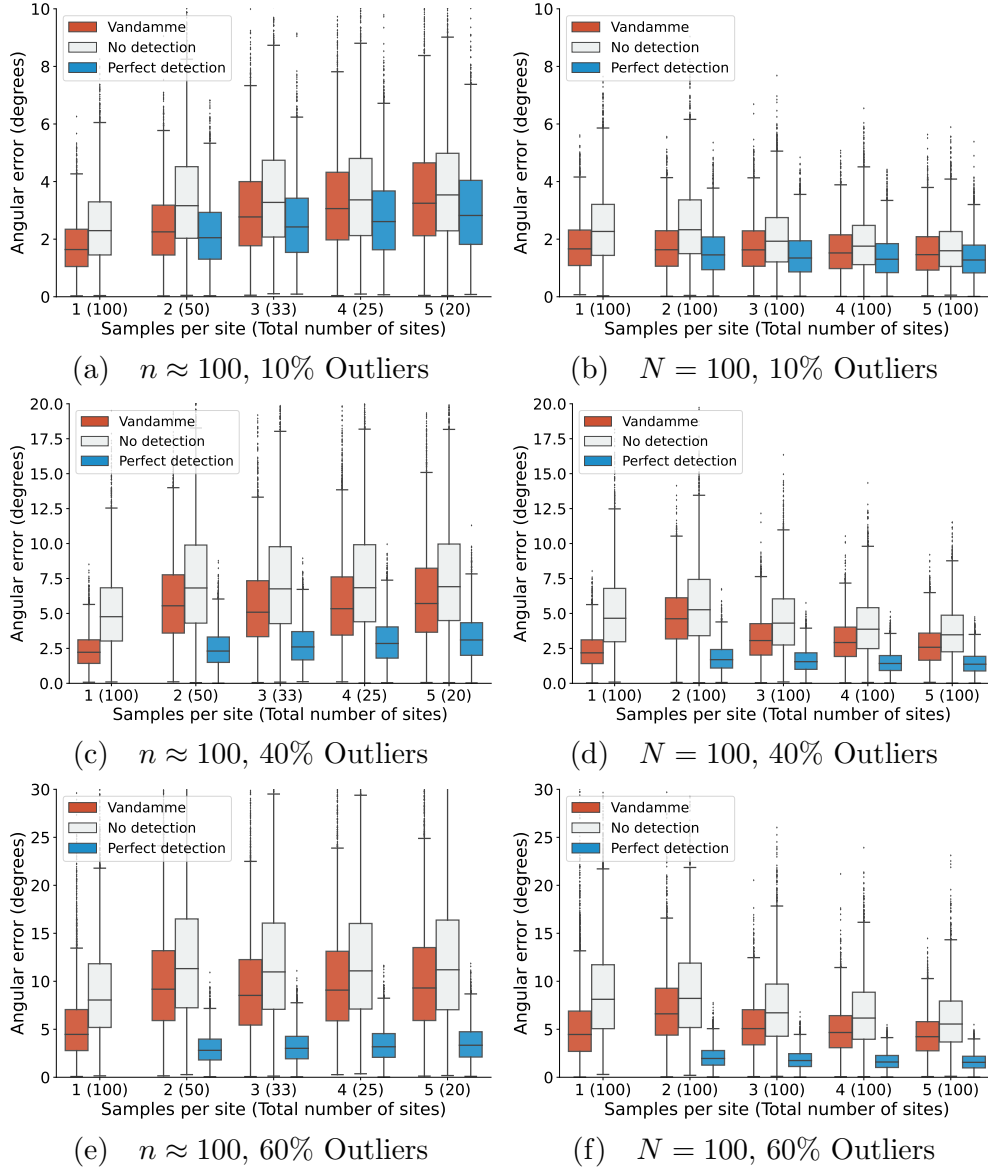 10
8
6
4
2
0
Angular error (degrees)
Vandamme
No detection
Perfect detection
1 (100) 2 (50) 3 (33) 4 (25) 5 (20)
Samples per site (Total number of sites)
(a) n ≈ 100, 10% Outliers
10
8
6
4
2
0
Angular error (degrees)
Vandamme
No detection
Perfect detection
1 (100) 2 (100) 3 (100) 4 (100) 5 (100)
Samples per site (Total number of sites)
(b) N = 100, 10% Outliers
20.0
17.5
15.0
12.5
10.0
7.5
5.0
2.5
0.0
Angular error (degrees)
Vandamme
No detection
Perfect detection
1 (100) 2 (50) 3 (33) 4 (25) 5 (20)
Samples per site (Total number of sites)
(c) n ≈ 100, 40% Outliers
20.0
17.5
15.0
12.5
10.0
7.5
5.0
2.5
0.0
Angular error (degrees)
Vandamme
No detection
Perfect detection
1 (100) 2 (100) 3 (100) 4 (100) 5 (100)
Samples per site (Total number of sites)
(d) N = 100, 40% Outliers
30
25
20
15
10
5
0
Angular error (degrees)
Vandamme
No detection
Perfect detection
1 (100) 2 (50) 3 (33) 4 (25) 5 (20)
Samples per site (Total number of sites)
(e) n ≈ 100, 60% Outliers
30
25
20
15
10
5
0
Angular error (degrees)
Vandamme
No detection
Perfect detection
1 (100) 2 (100) 3 (100) 4 (100) 5 (100)
Samples per site (Total number of sites)
(f) N = 100, 60% Outliers